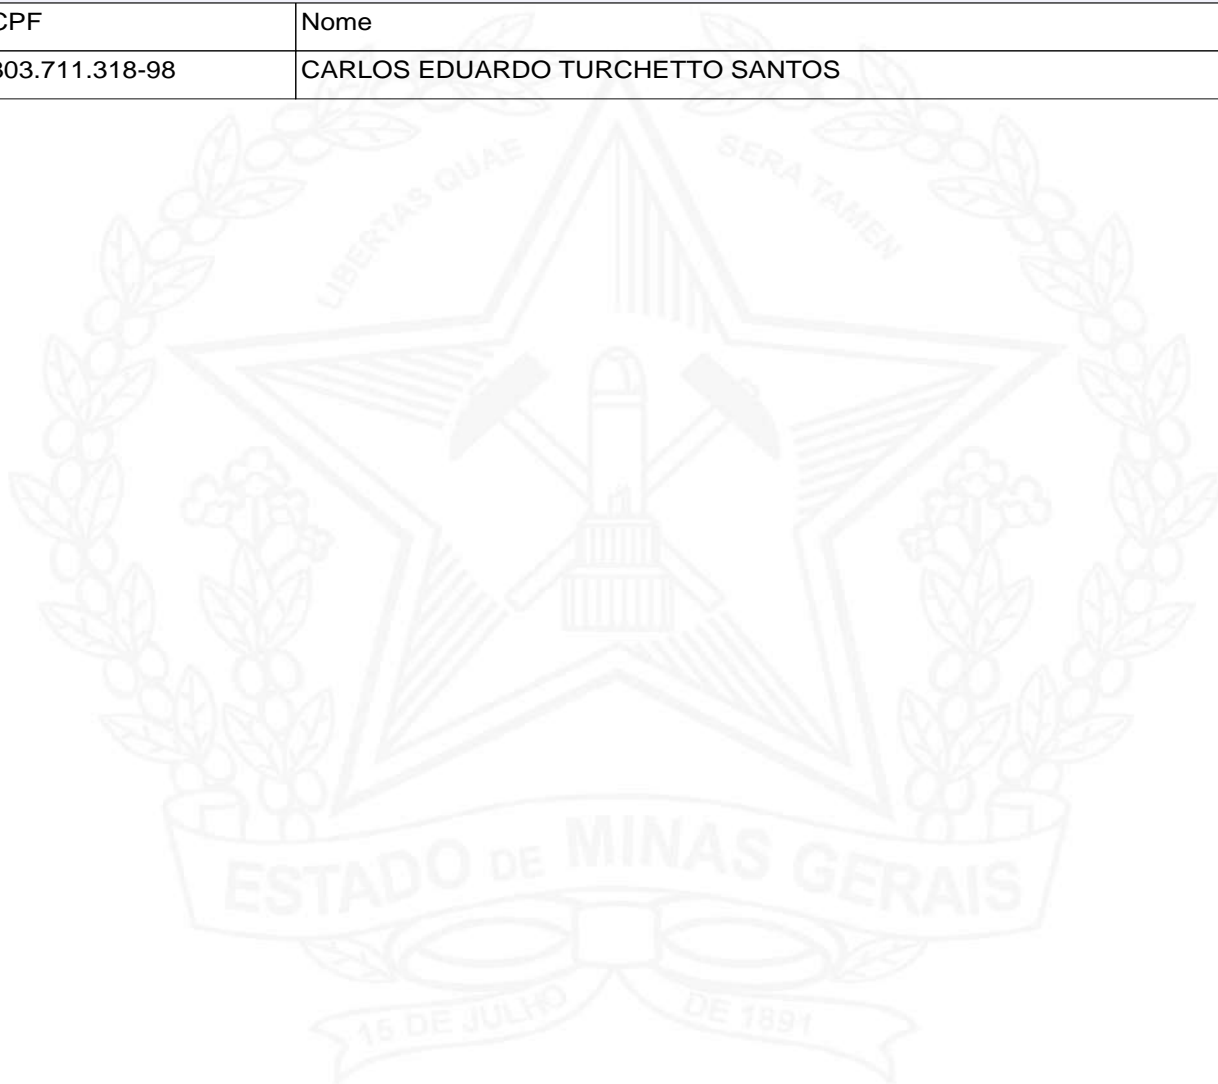 CPF Nome
303.711.318-98 CARLOS EDUARDO TURCHETTO SANTOS
LIBERTAS QUAE SERA TAMEN
ESTADO DE MINAS GERAIS
15 DE JULHO DE 1891